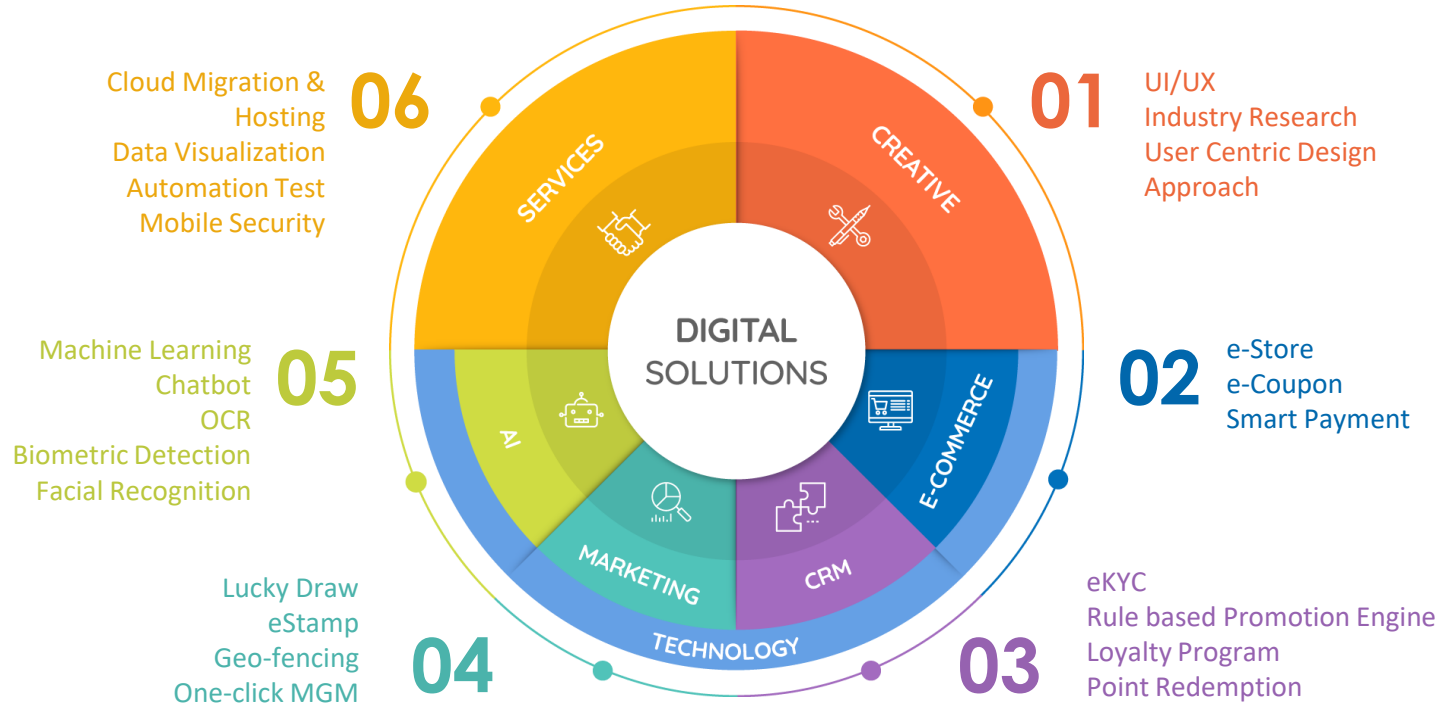 01
UI/UX
Industry Research
User Centric Design
Approach
02
e-Store
e-Coupon
Smart Payment
03
eKYC
Rule based Promotion Engine
Loyalty Program
Point Redemption
04
Lucky Draw
eStamp
Geo-fencing
One-click MGM
05
Machine Learning
Chatbot
OCR
Biometric Detection
Facial Recognition
06
Cloud Migration &
Hosting
Data Visualization
Automation Test
Mobile Security
DIGITAL
SOLUTIONS
CREATIVE
E-COMMERCE
CRM
MARKETING
AI
SERVICES
TECHNOLOGY